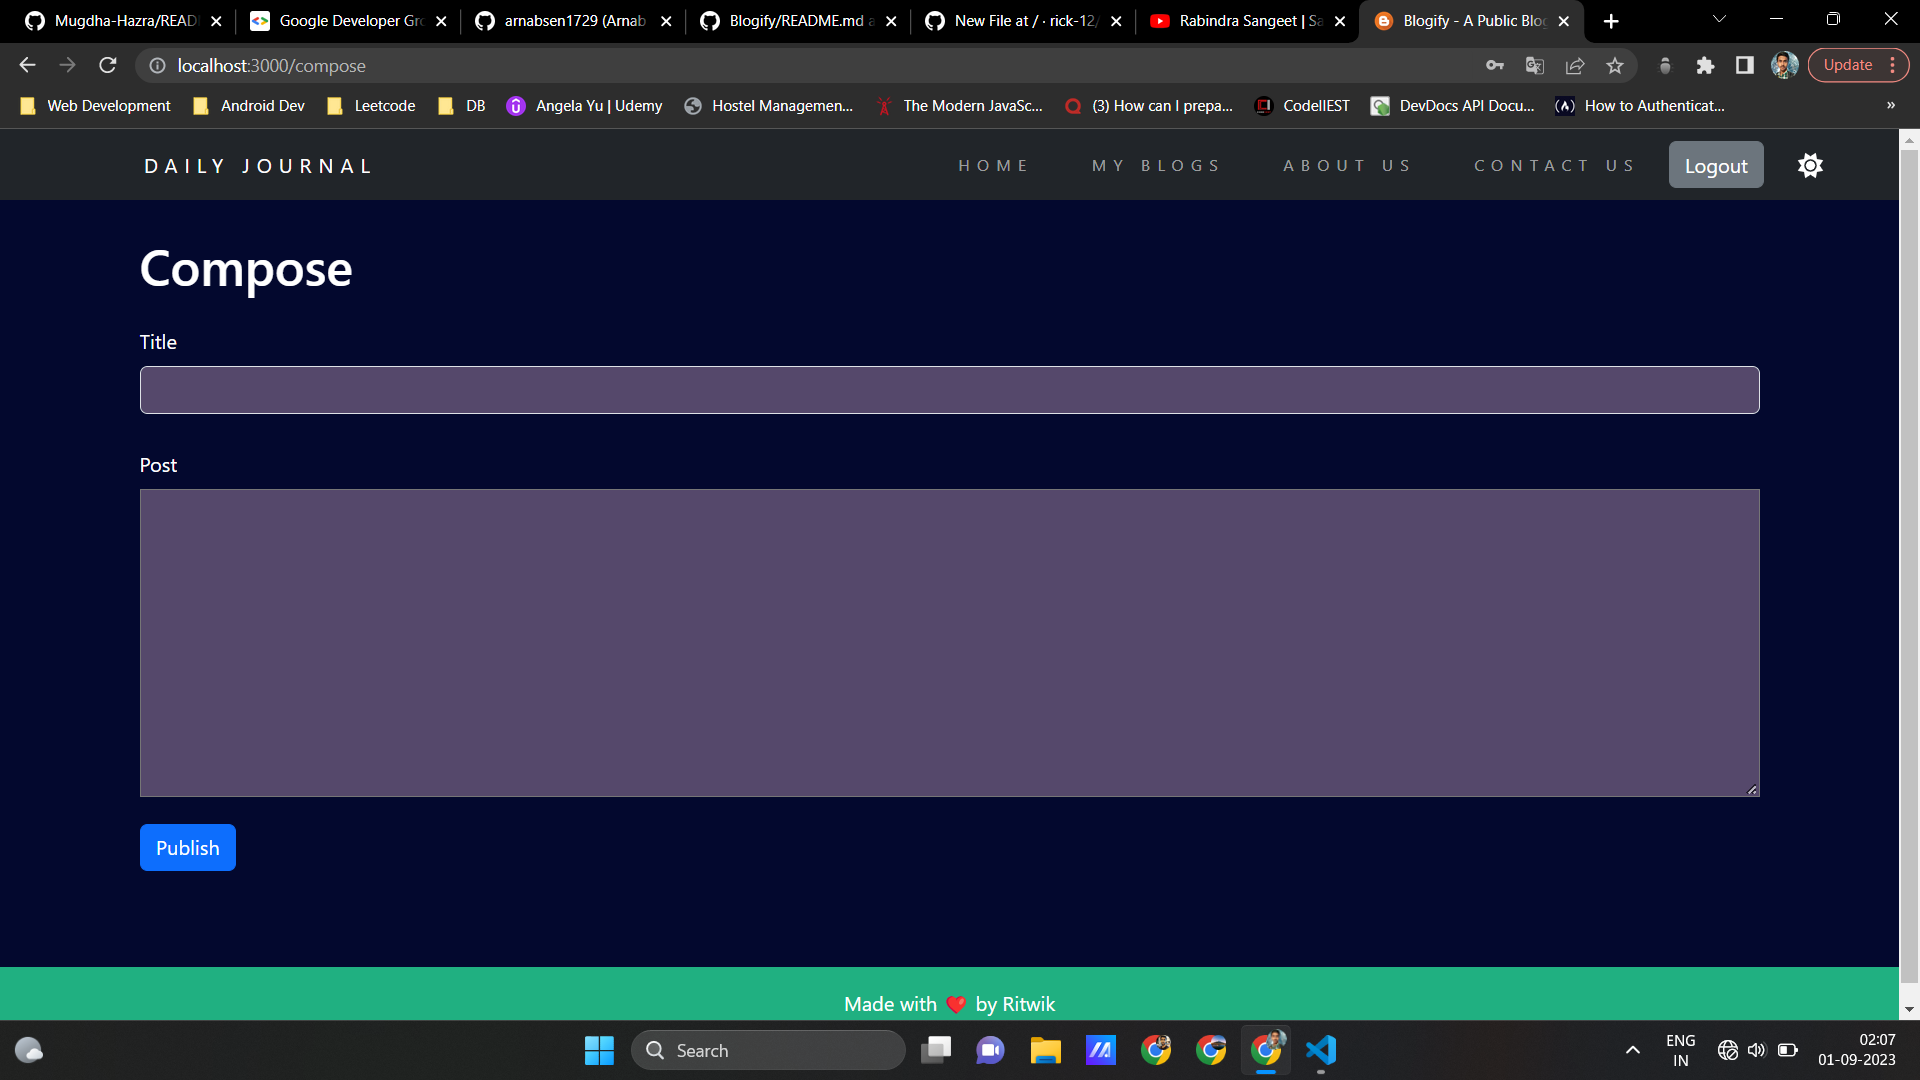 Mugdha-Hazra/READ
Google Developer Gro
arnabsen1729 (Arnab
Blogify/README.md a
New File at / · rick-12/
Rabindra Sangeet | Sa
Blogify - A Public Blog
localhost:3000/compose
Update
Web Development
Android Dev
Leetcode
DB
Angela Yu | Udemy
Hostel Managemen...
The Modern JavaSc...
(3) How can I prepa...
CodeIIEST
DevDocs API Docu...
How to Authenticat...
»
DAILY JOURNAL
HOME
MY BLOGS
ABOUT US
CONTACT US
Logout
Compose
Title
Post
Publish
Made with ❤️ by Ritwik
Search
ENG
IN
02:07
01-09-2023